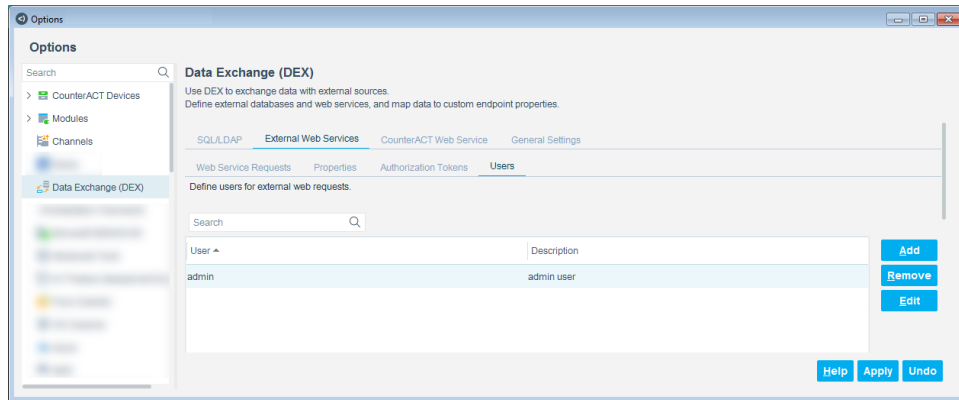 Options
Options
Search
CounterACT Devices
Modules
Channels
Data Exchange (DEX)
Data Exchange (DEX)
Use DEX to exchange data with external sources.
Define external databases and web services, and map data to custom endpoint properties.
SQL/LDAP External Web Services CounterACT Web Service General Settings
Web Service Requests Properties Authorization Tokens Users
Define users for external web requests.
Search
User Description
admin admin user
Add
Remove
Edit
Help Apply Undo